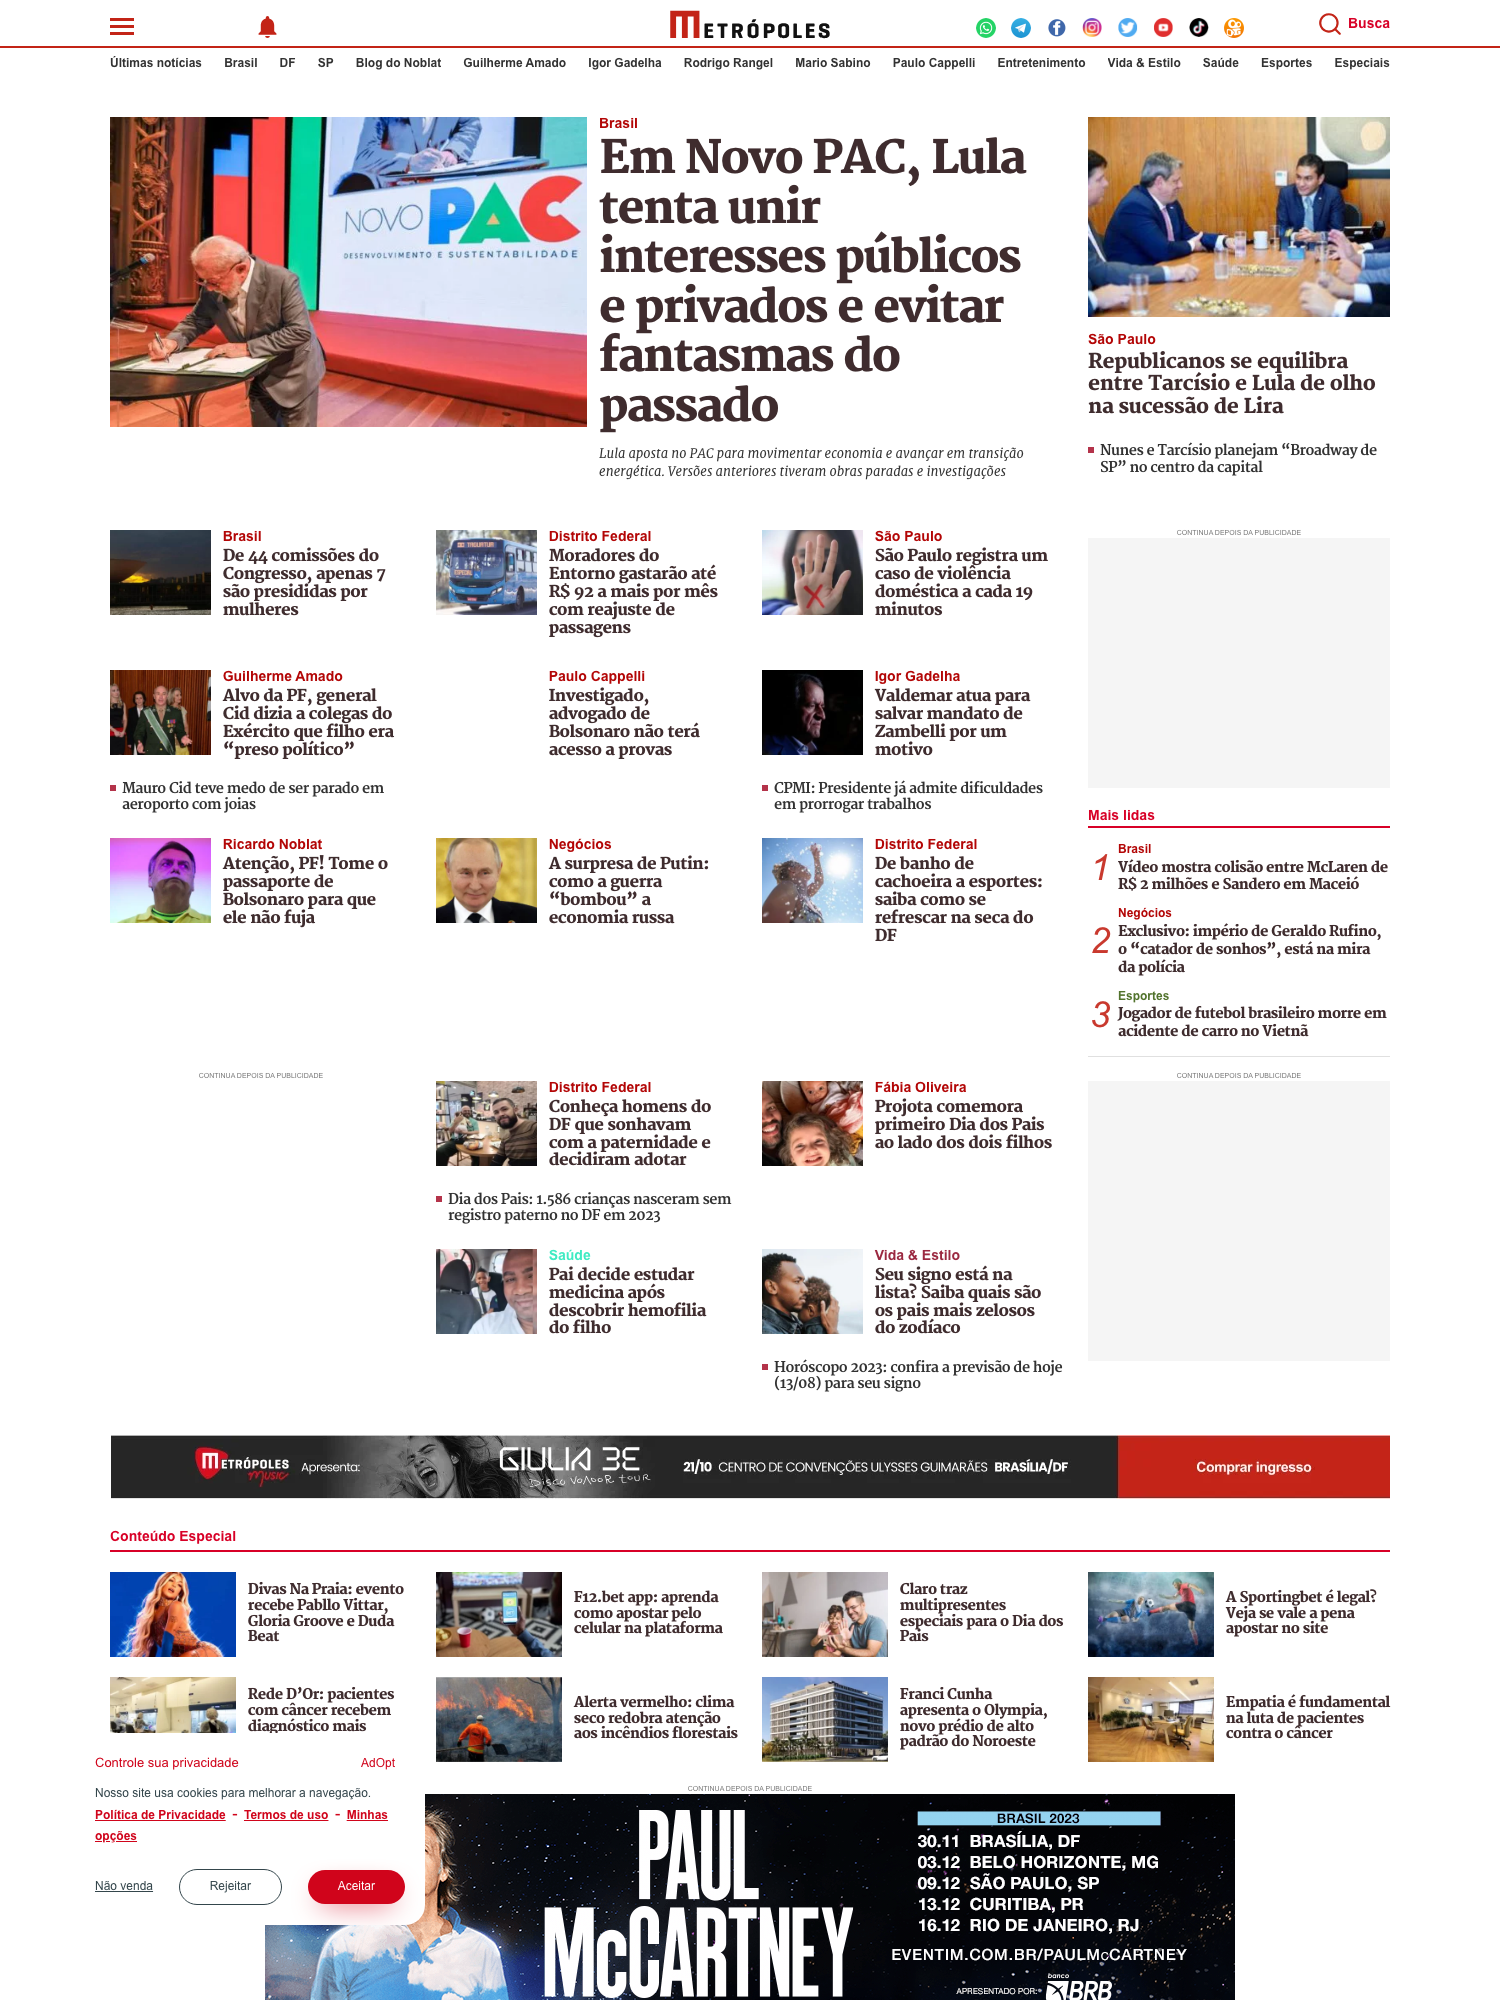 METRÓPOLES
Busca
Últimas notícias Brasil DF SP Blog do Noblat Guilherme Amado Igor Gadelha Rodrigo Rangel Mario Sabino Paulo Cappelli Entretenimento Vida & Estilo Saúde Esportes Especiais
NOVO PAC
DESENVOLVIMENTO E SUSTENTABILIDADE
Brasil
Em Novo PAC, Lula
tenta unir
interesses públicos
e privados e evitar
fantasmas do
passado
Lula aposta no PAC para movimentar economia e avançar em transição
energética. Versões anteriores tiveram obras paradas e investigações
São Paulo
Republicanos se equilibra
entre Tarcísio e Lula de olho
na sucessão de Lira
Nunes e Tarcísio planejam “Broadway de
SP” no centro da capital
Brasil
De 44 comissões do
Congresso, apenas 7
são presididas por
mulheres
Distrito Federal
Moradores do
Entorno gastarão até
R$ 92 a mais por mês
com reajuste de
passagens
São Paulo
São Paulo registra um
caso de violência
doméstica a cada 19
minutos
CONTINUA DEPOIS DA PUBLICIDADE
Guilherme Amado
Alvo da PF, general
Cid dizia a colegas do
Exército que filho era
“preso político”
Mauro Cid teve medo de ser parado em
aeroporto com joias
Paulo Cappelli
Investigado,
advogado de
Bolsonaro não terá
acesso a provas
Igor Gadelha
Valdemar atua para
salvar mandato de
Zambelli por um
motivo
CPMI: Presidente já admite dificuldades
em prorrogar trabalhos
Ricardo Noblat
Atenção, PF! Tome o
passaporte de
Bolsonaro para que
ele não fuja
Negócios
A surpresa de Putin:
como a guerra
“bombou” a
economia russa
Distrito Federal
De banho de
cachoeira a esportes:
saiba como se
refrescar na seca do
DF
Mais lidas
1
Brasil
Vídeo mostra colisão entre McLaren de
R$ 2 milhões e Sandero em Maceió
2
Negócios
Exclusivo: império de Geraldo Rufino,
o “catador de sonhos”, está na mira
da polícia
3
Esportes
Jogador de futebol brasileiro morre em
acidente de carro no Vietnã
CONTINUA DEPOIS DA PUBLICIDADE
Distrito Federal
Conheça homens do
DF que sonhavam
com a paternidade e
decidiram adotar
Dia dos Pais: 1.586 crianças nasceram sem
registro paterno no DF em 2023
Fábia Oliveira
Projota comemora
primeiro Dia dos Pais
ao lado dos dois filhos
CONTINUA DEPOIS DA PUBLICIDADE
Saúde
Pai decide estudar
medicina após
descobrir hemofilia
do filho
Vida & Estilo
Seu signo está na
lista? Saiba quais são
os pais mais zelosos
do zodíaco
Horóscopo 2023: confira a previsão de hoje
(13/08) para seu signo
METRÓPOLES music Apresenta: GIULIA BE DISCO VOADOR TOUR 21/10 CENTRO DE CONVENÇÕES ULYSSES GUIMARÃES BRASÍLIA/DF Comprar ingresso
Conteúdo Especial
Divas Na Praia: evento
recebe Pabllo Vittar,
Gloria Groove e Duda
Beat
F12.bet app: aprenda
como apostar pelo
celular na plataforma
Claro traz
multipresentes
especiais para o Dia dos
Pais
A Sportingbet é legal?
Veja se vale a pena
apostar no site
Rede D’Or: pacientes
com câncer recebem
diagnóstico mais
Alerta vermelho: clima
seco redobra atenção
aos incêndios florestais
Franci Cunha
apresenta o Olympia,
novo prédio de alto
padrão do Noroeste
Empatia é fundamental
na luta de pacientes
contra o câncer
Controle sua privacidade AdOpt
Nosso site usa cookies para melhorar a navegação.
Política de Privacidade - Termos de uso - Minhas
opções
Não venda Rejeitar Aceitar
CONTINUA DEPOIS DA PUBLICIDADE
PAUL
McCARTNEY
BRASIL 2023
30.11 BRASÍLIA, DF
03.12 BELO HORIZONTE, MG
09.12 SÃO PAULO, SP
13.12 CURITIBA, PR
16.12 RIO DE JANEIRO, RJ
EVENTIM.COM.BR/PAULMcCARTNEY
APRESENTADO POR: banco BRB